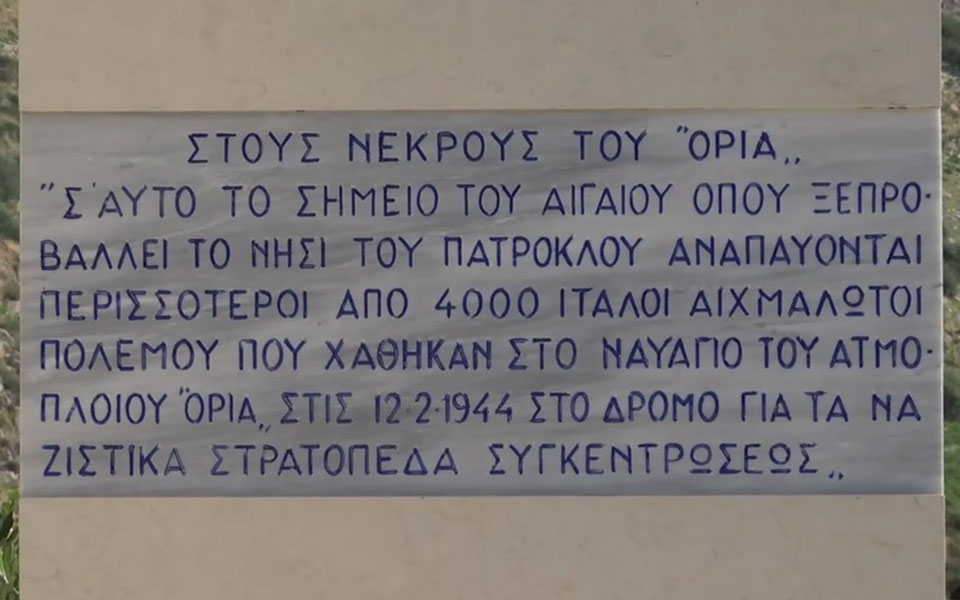 ΣΤΟΥΣ ΝΕΚΡΟΥΣ ΤΟΥ "ΟΡΙΑ„
"Σ'ΑΥΤΟ ΤΟ ΣΗΜΕΙΟ ΤΟΥ ΑΙΓΑΙΟΥ ΟΠΟΥ ΞΕΠΡΟ·
ΒΑΛΛΕΙ ΤΟ ΝΗΣΙ ΤΟΥ ΠΑΤΡΟΚΛΟΥ ΑΝΑΠΑΥΟΝΤΑΙ
ΠΕΡΙΣΣΟΤΕΡΟΙ ΑΠΟ 4000 ΙΤΑΛΟΙ ΑΙΧΜΑΛΩΤΟΙ
ΠΟΛΕΜΟΥ ΠΟΥ ΧΑΘΗΚΑΝ ΣΤΟ ΝΑΥΑΓΙΟ ΤΟΥ ΑΤΜΟ·
ΠΛΟΙΟΥ "ΟΡΙΑ„ ΣΤΙΣ 12·2·1944 ΣΤΟ ΔΡΟΜΟ ΓΙΑ ΤΑ ΝΑ
ΖΙΣΤΙΚΑ ΣΤΡΑΤΟΠΕΔΑ ΣΥΓΚΕΝΤΡΩΣΕΩΣ„